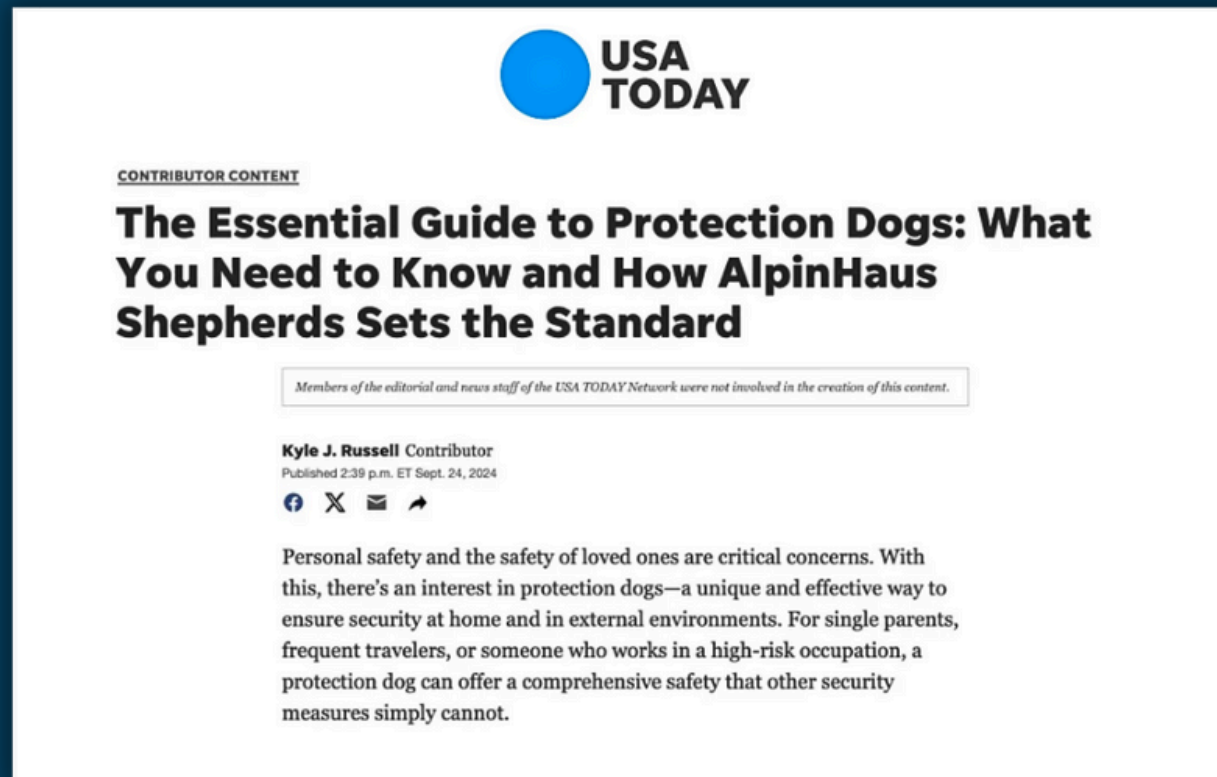 USA
TODAY
CONTRIBUTOR CONTENT
The Essential Guide to Protection Dogs: What
You Need to Know and How AlpinHaus
Shepherds Sets the Standard
Members of the editorial and news staff of the USA TODAY Network were not involved in the creation of this content.
Kyle J. Russell Contributor
Published 2:39 p.m. ET Sept. 24, 2024
Personal safety and the safety of loved ones are critical concerns. With
this, there’s an interest in protection dogs—a unique and effective way to
ensure security at home and in external environments. For single parents,
frequent travelers, or someone who works in a high-risk occupation, a
protection dog can offer a comprehensive safety that other security
measures simply cannot.